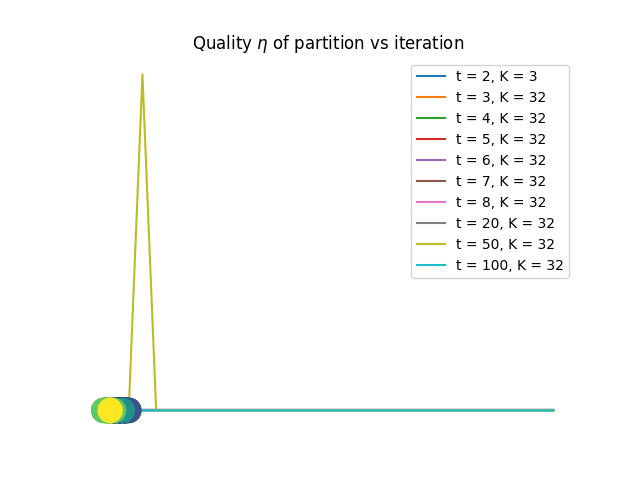 Quality η of partition vs iteration
t = 2, K = 3
t = 3, K = 32
t = 4, K = 32
t = 5, K = 32
t = 6, K = 32
t = 7, K = 32
t = 8, K = 32
t = 20, K = 32
t = 50, K = 32
t = 100, K = 32